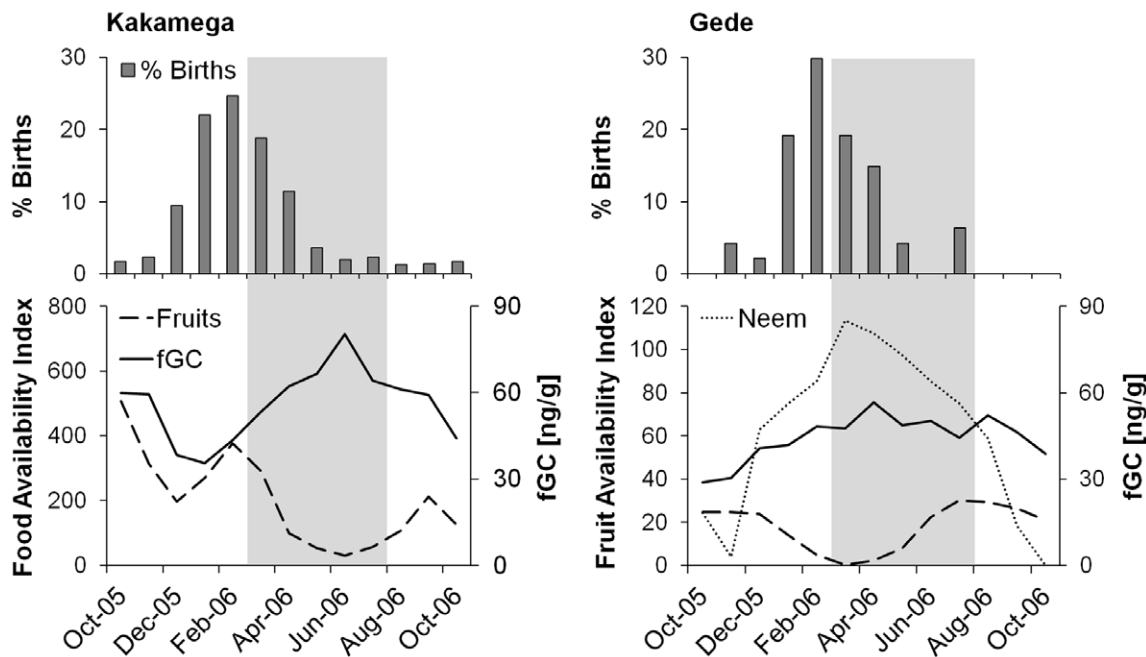 Kakamega
% Births
30
20
10
0
% Births
Food Availability Index
800
600
400
200
0
Fruits
fGC
90
60
30
0
fGC [ng/g]
Oct-05
Dec-05
Feb-06
Apr-06
Jun-06
Aug-06
Oct-06
Gede
% Births
30
20
10
0
Fruit Availability Index
120
100
80
60
40
20
0
Neem
90
60
30
0
fGC [ng/g]
Oct-05
Dec-05
Feb-06
Apr-06
Jun-06
Aug-06
Oct-06